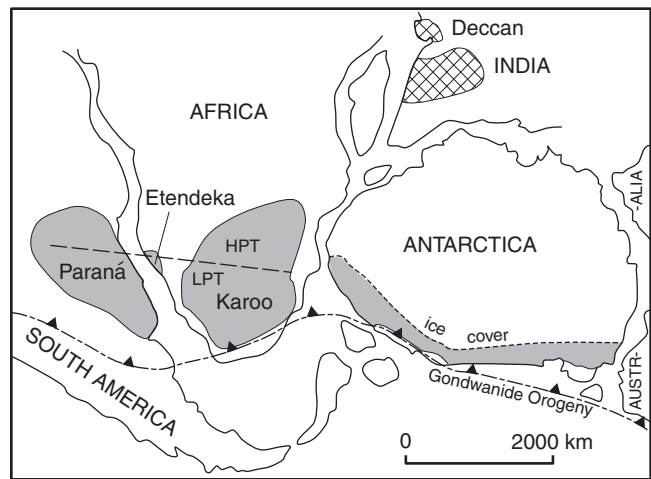 Deccan
INDIA
AFRICA
Etendeka
-ALIA
ANTARCTICA
HPT
Paraná
LPT
Karoo
ice cover
SOUTH AMERICA
Gondwanide Orogeny
AUSTR-
0 2000 km